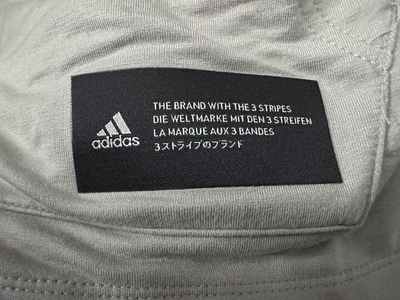 adidas
THE BRAND WITH THE 3 STRIPES
DIE WELTMARKE MIT DEN 3 STREIFEN
LA MARQUE AUX 3 BANDES
3ストライプのブランド